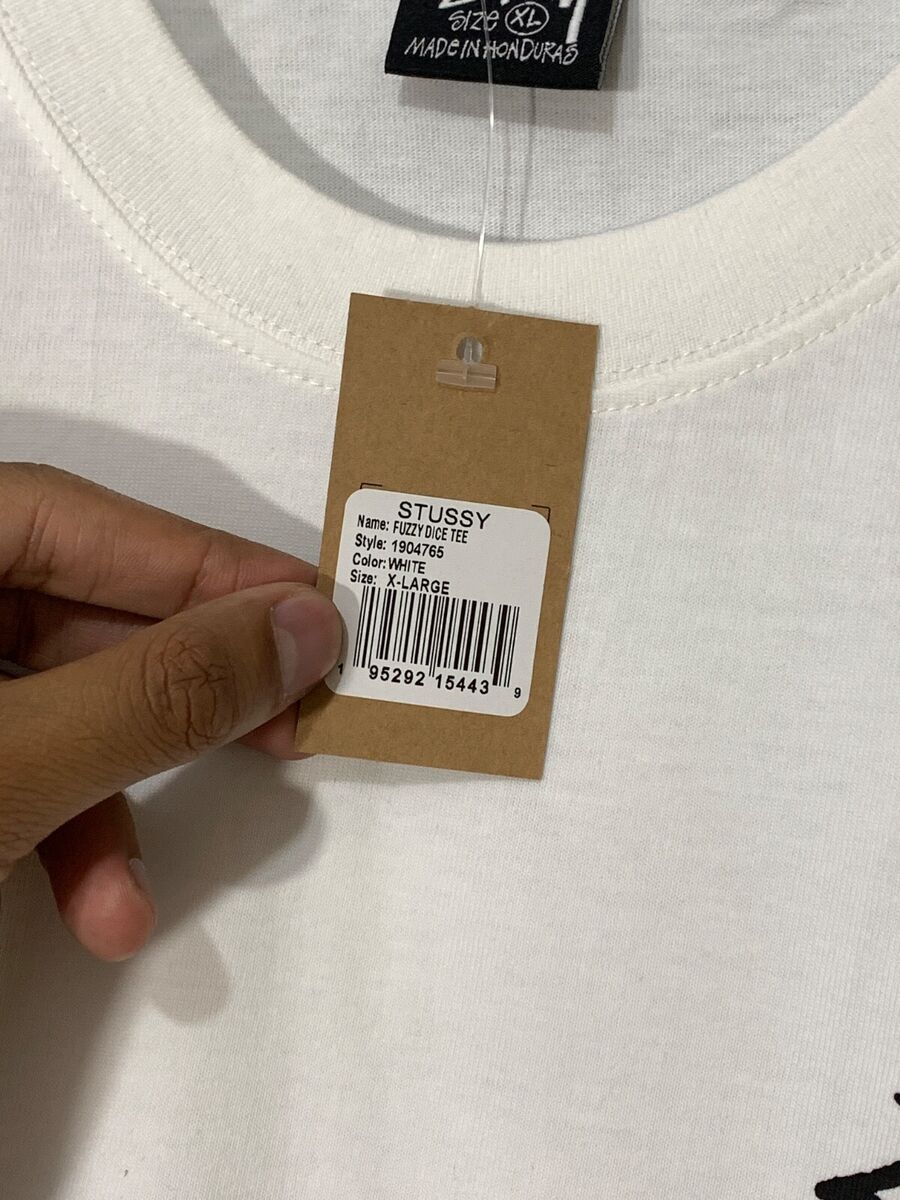 SIZE XL
MADE IN HONDURAS
STUSSY
Name: FUZZY DICE TEE
Style: 1904765
Color: WHITE
Size: X-LARGE
1 95292 15443 9